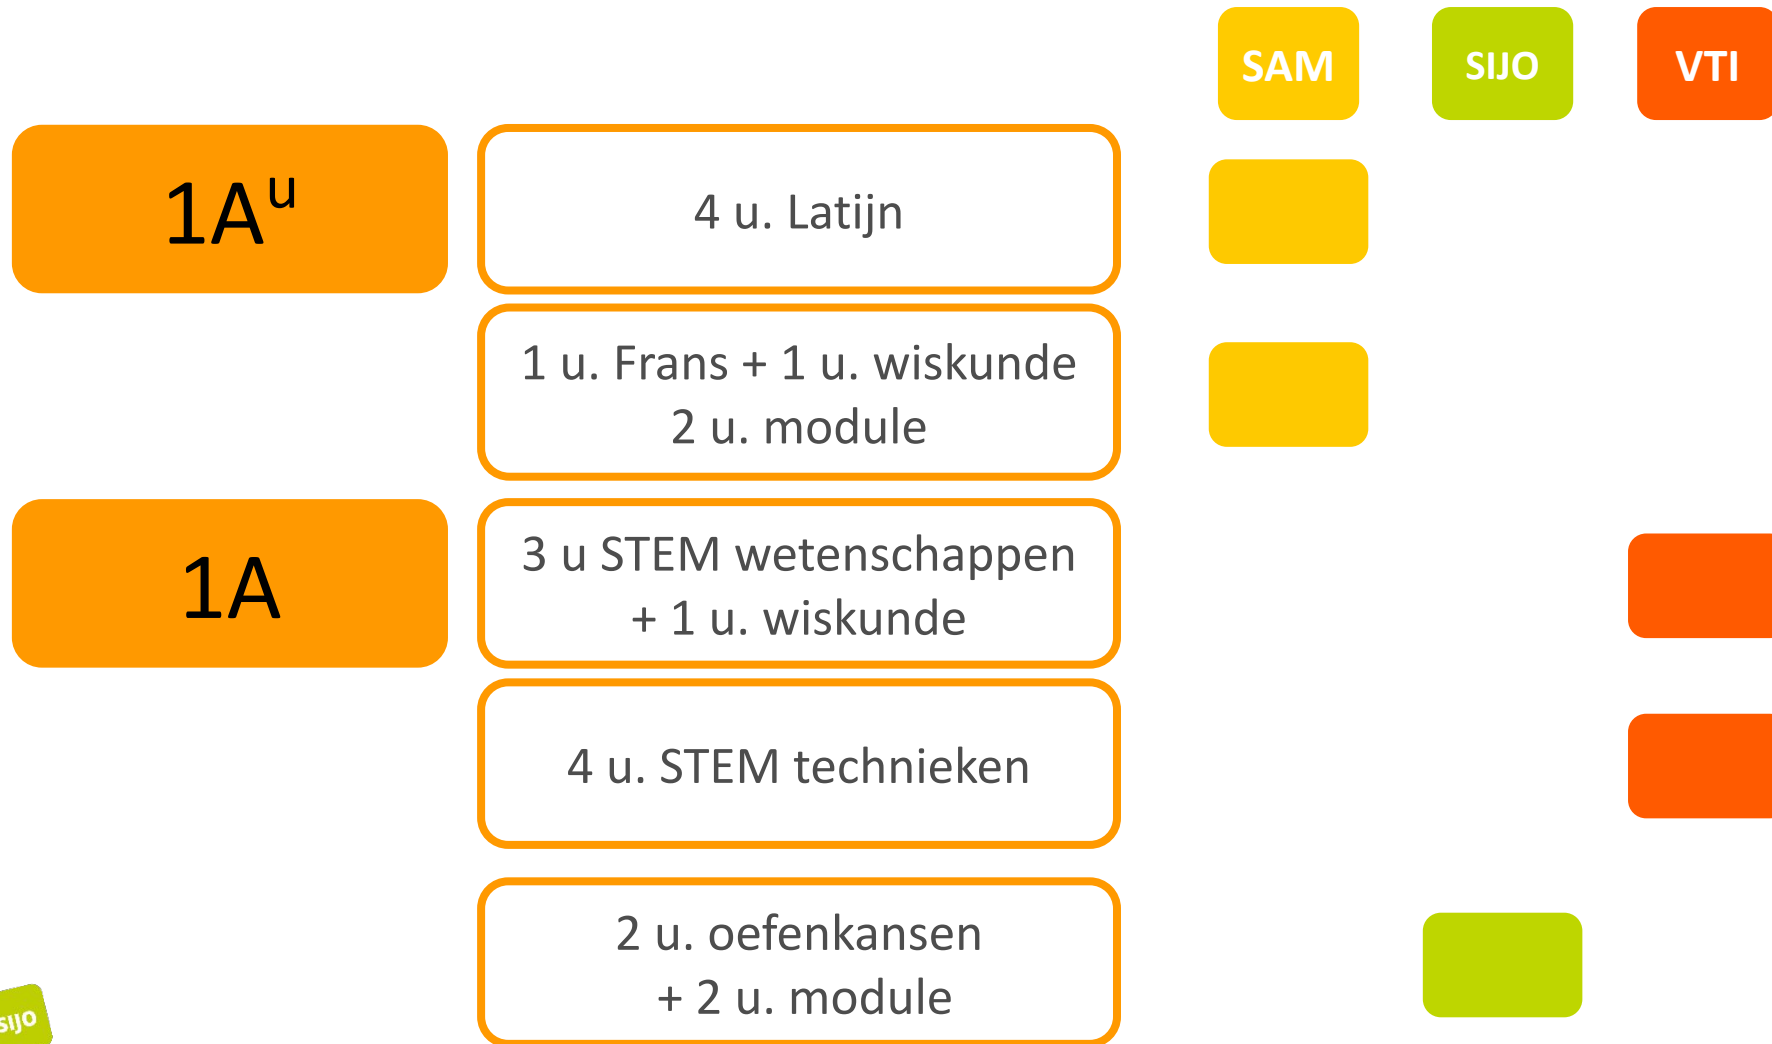 SAM SIJO VTI
1Aᵘ
4 u. Latijn
1 u. Frans + 1 u. wiskunde
2 u. module
1A
3 u STEM wetenschappen
+ 1 u. wiskunde
4 u. STEM technieken
2 u. oefenkansen
+ 2 u. module
SIJO